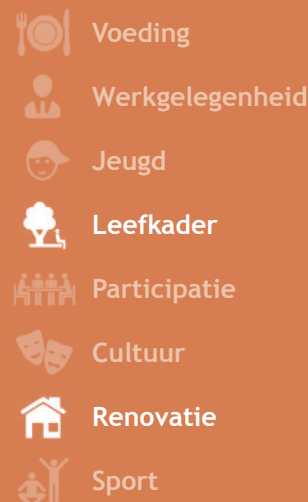 Voeding
Werkgelegenheid
Jeugd
Leefkader
Participatie
Cultuur
Renovatie
Sport